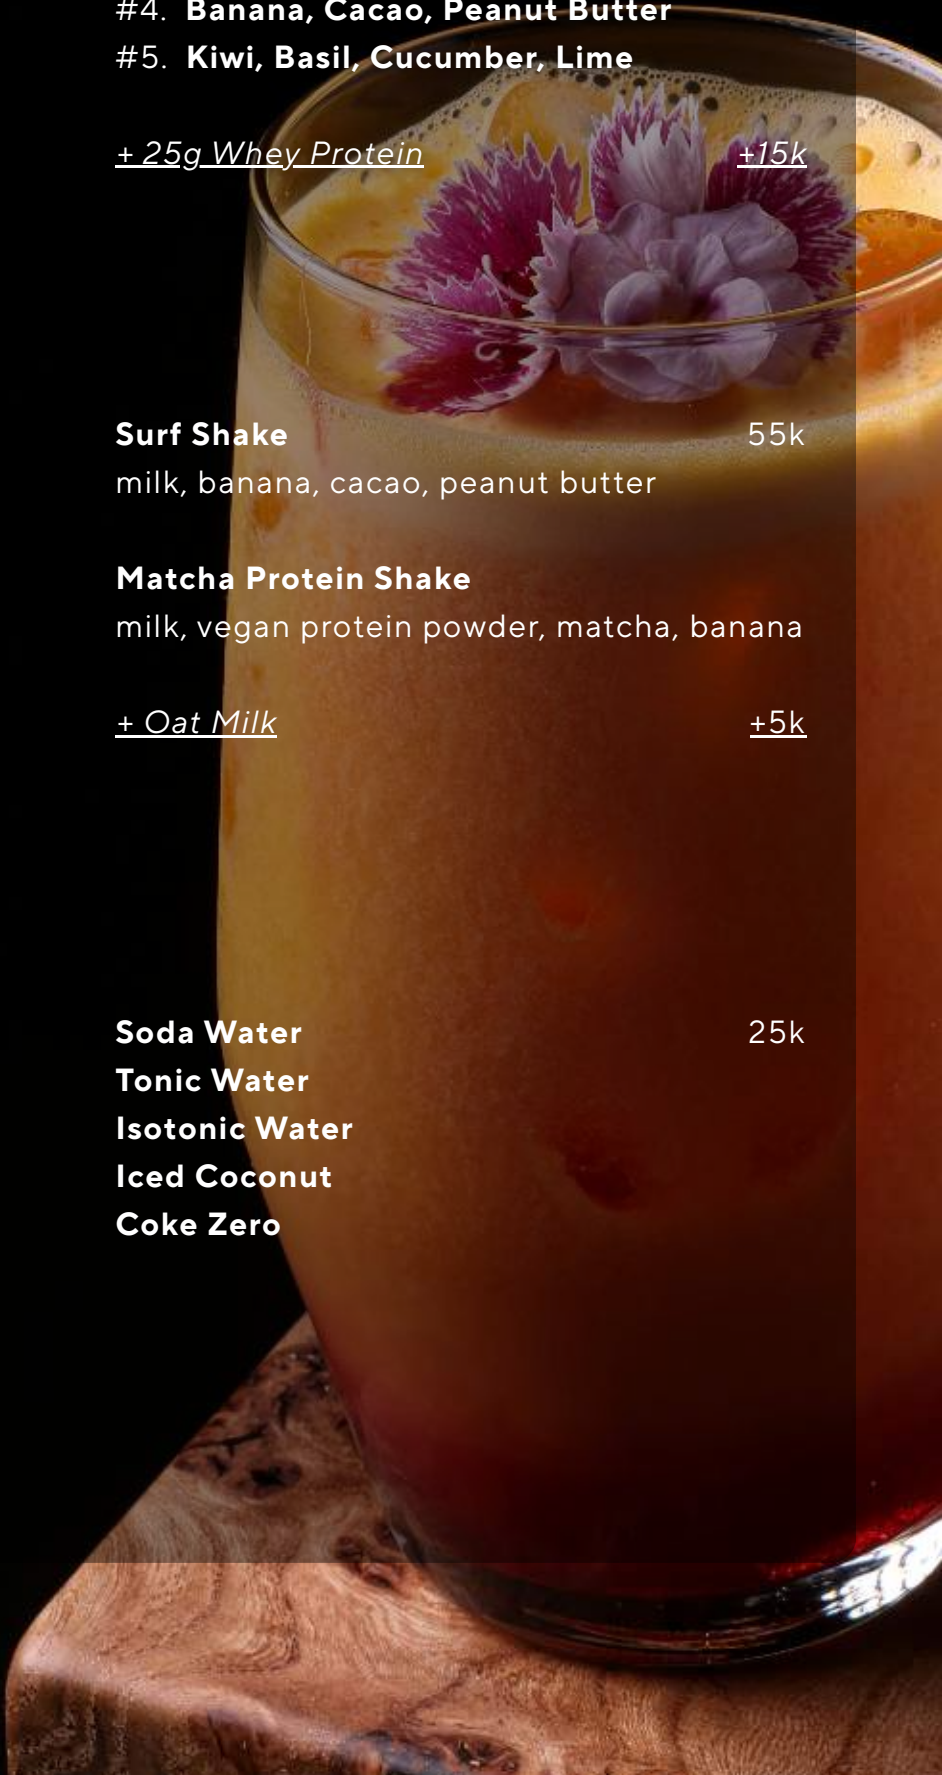 #4. Banana, Cacao, Peanut Butter
#5. Kiwi, Basil, Cucumber, Lime
+ 25g Whey Protein +15k
Surf Shake 55k
milk, banana, cacao, peanut butter
Matcha Protein Shake
milk, vegan protein powder, matcha, banana
+ Oat Milk +5k
Soda Water 25k
Tonic Water
Isotonic Water
Iced Coconut
Coke Zero